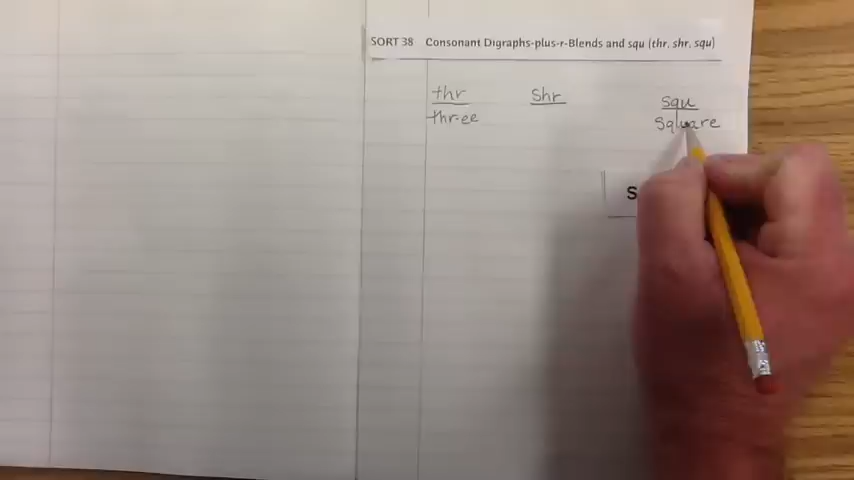 SORT 38 Consonant Digraphs-plus-r-Blends and squ (thr, shr, squ)
thr shr squ
three square